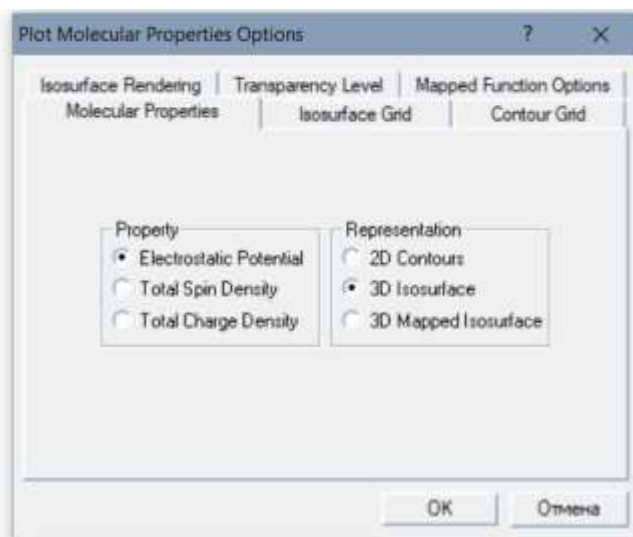 Plot Molecular Properties Options ? ×
Isosurface Rendering Transparency Level Mapped Function Options
Molecular Properties Isosurface Grid Contour Grid
Property
Electrostatic Potential
Total Spin Density
Total Charge Density
Representation
2D Contours
3D Isosurface
3D Mapped Isosurface
OK Отмена